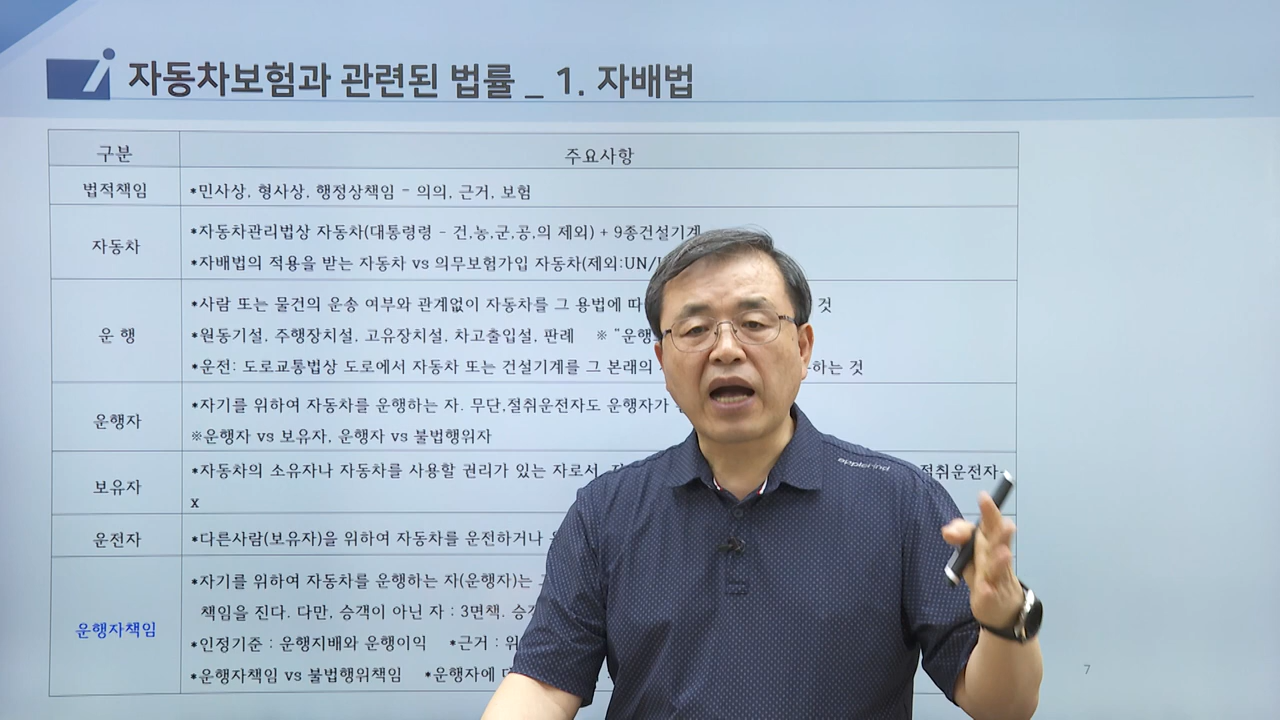 자동차보험과 관련된 법률 _ 1. 자배법
구분 주요사항
법적책임 *민사상, 형사상, 행정상책임 - 의의, 근거, 보험
자동차 *자동차관리법상 자동차(대통령령 - 건,농,군,공,의 제외) + 9종건설기계
*자배법의 적용을 받는 자동차 vs 의무보험가입 자동차(제외:UN/
운 행 *사람 또는 물건의 운송 여부와 관계없이 자동차를 그 용법에 따 것
*원동기설, 주행장치설, 고유장치설, 차고출입설, 판례 ※ "운행
*운전: 도로교통법상 도로에서 자동차 또는 건설기계를 그 본래의 하는 것
운행자 *자기를 위하여 자동차를 운행하는 자. 무단,절취운전자도 운행자가
※운행자 vs 보유자, 운행자 vs 불법행위자
보유자 *자동차의 소유자나 자동차를 사용할 권리가 있는 자로서, 절취운전자-
x
운전자 *다른사람(보유자)을 위하여 자동차를 운전하거나
운행자책임 *자기를 위하여 자동차를 운행하는 자(운행자)는
책임을 진다. 다만, 승객이 아닌 자 : 3면책. 승
*인정기준 : 운행지배와 운행이익 *근거 : 위
*운행자책임 vs 불법행위책임 *운행자에
7